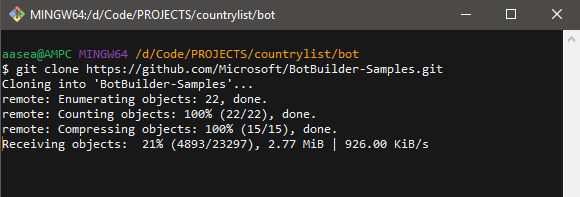 MINGW64:/d/Code/PROJECTS/countrylist/bot
aasea@AMPC MINGW64 /d/Code/PROJECTS/countrylist/bot
$ git clone https://github.com/Microsoft/BotBuilder-Samples.git
Cloning into 'BotBuilder-Samples'...
remote: Enumerating objects: 22, done.
remote: Counting objects: 100% (22/22), done.
remote: Compressing objects: 100% (15/15), done.
Receiving objects:  21% (4893/23297), 2.77 MiB | 926.00 KiB/s